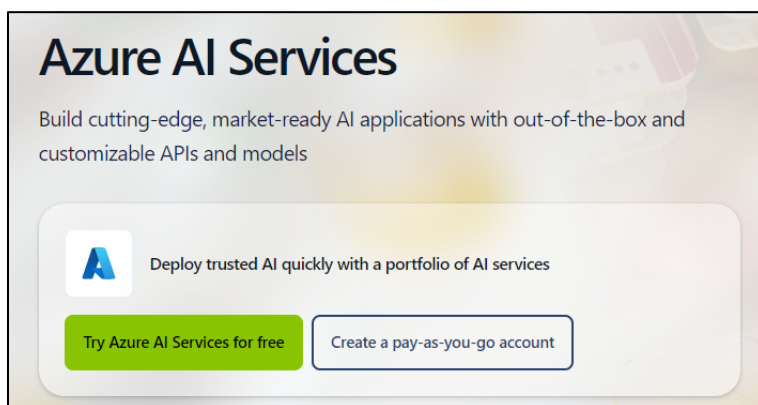 Azure AI Services
Build cutting-edge, market-ready AI applications with out-of-the-box and
customizable APIs and models
Deploy trusted AI quickly with a portfolio of AI services
Try Azure AI Services for free
Create a pay-as-you-go account